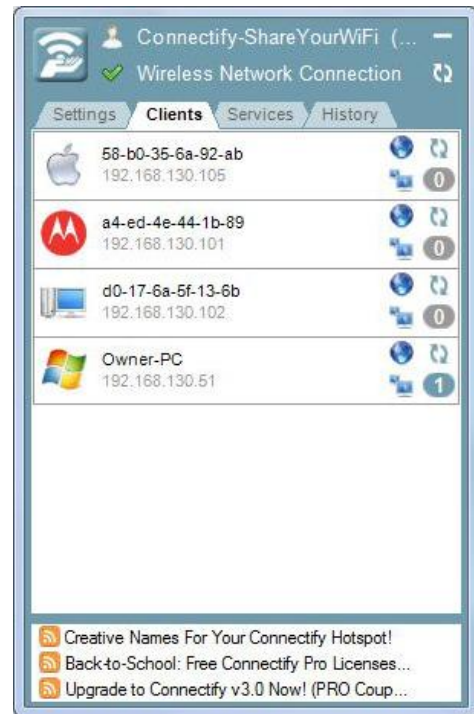 Connectify-ShareYourWiFi (...
Wireless Network Connection
Settings Clients Services History
58-b0-35-6a-92-ab
192.168.130.105
0
a4-ed-4e-44-1b-89
192.168.130.101
0
d0-17-6a-5f-13-6b
192.168.130.102
0
Owner-PC
192.168.130.51
1
Creative Names For Your Connectify Hotspot!
Back-to-School: Free Connectify Pro Licenses...
Upgrade to Connectify v3.0 Now! (PRO Coup...